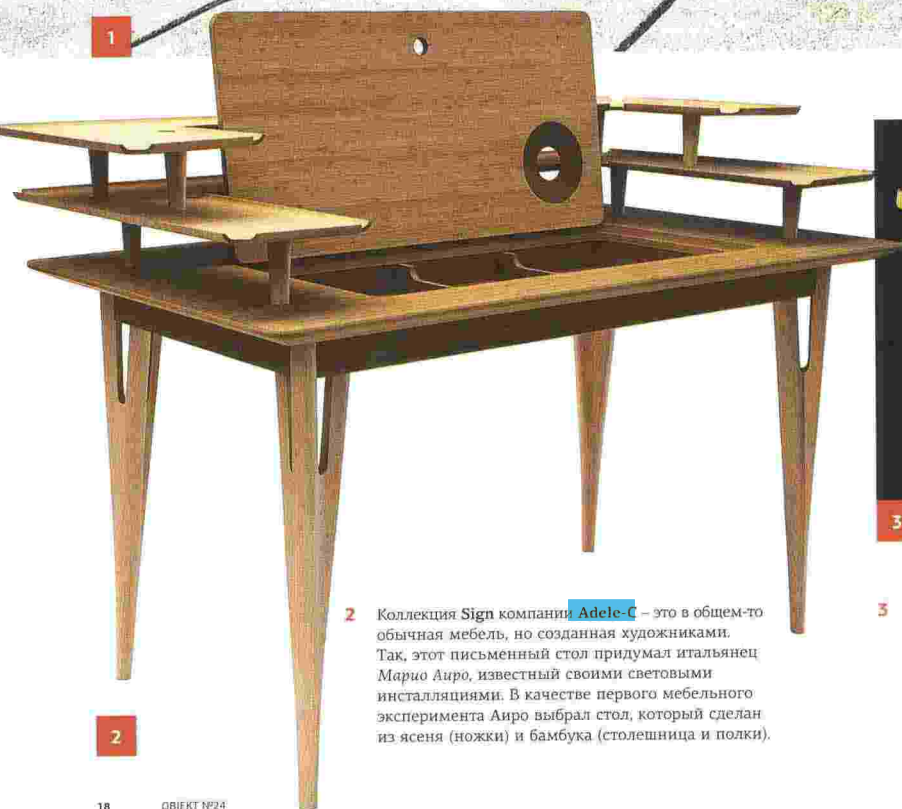 1
3
2 Коллекция Sign компании Adele-C – это в общем-то
обычная мебель, но созданная художниками.
Так, этот письменный стол придумал итальянец
Марио Аиро, известный своими световыми
инсталляциями. В качестве первого мебельного
эксперимента Аиро выбрал стол, который сделан
из ясеня (ножки) и бамбука (столешница и полки).
3
2
18 OBJEKT №24